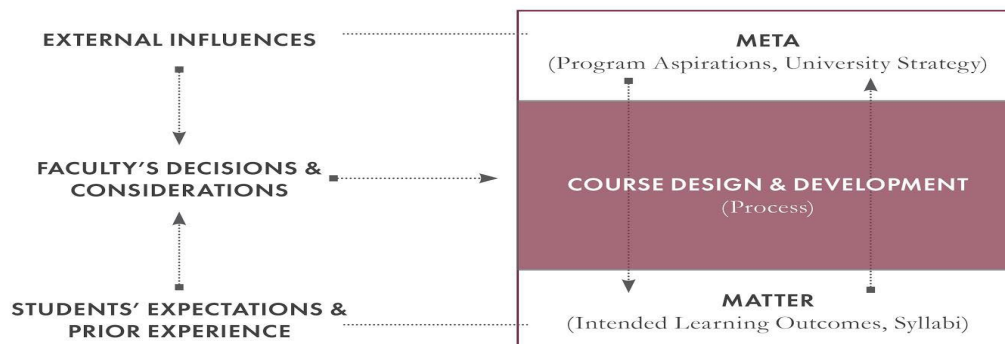 EXTERNAL INFLUENCES
META
(Program Aspirations, University Strategy)
FACULTY'S DECISIONS &
CONSIDERATIONS
COURSE DESIGN & DEVELOPMENT
(Process)
STUDENTS' EXPECTATIONS &
PRIOR EXPERIENCE
MATTER
(Intended Learning Outcomes, Syllabi)